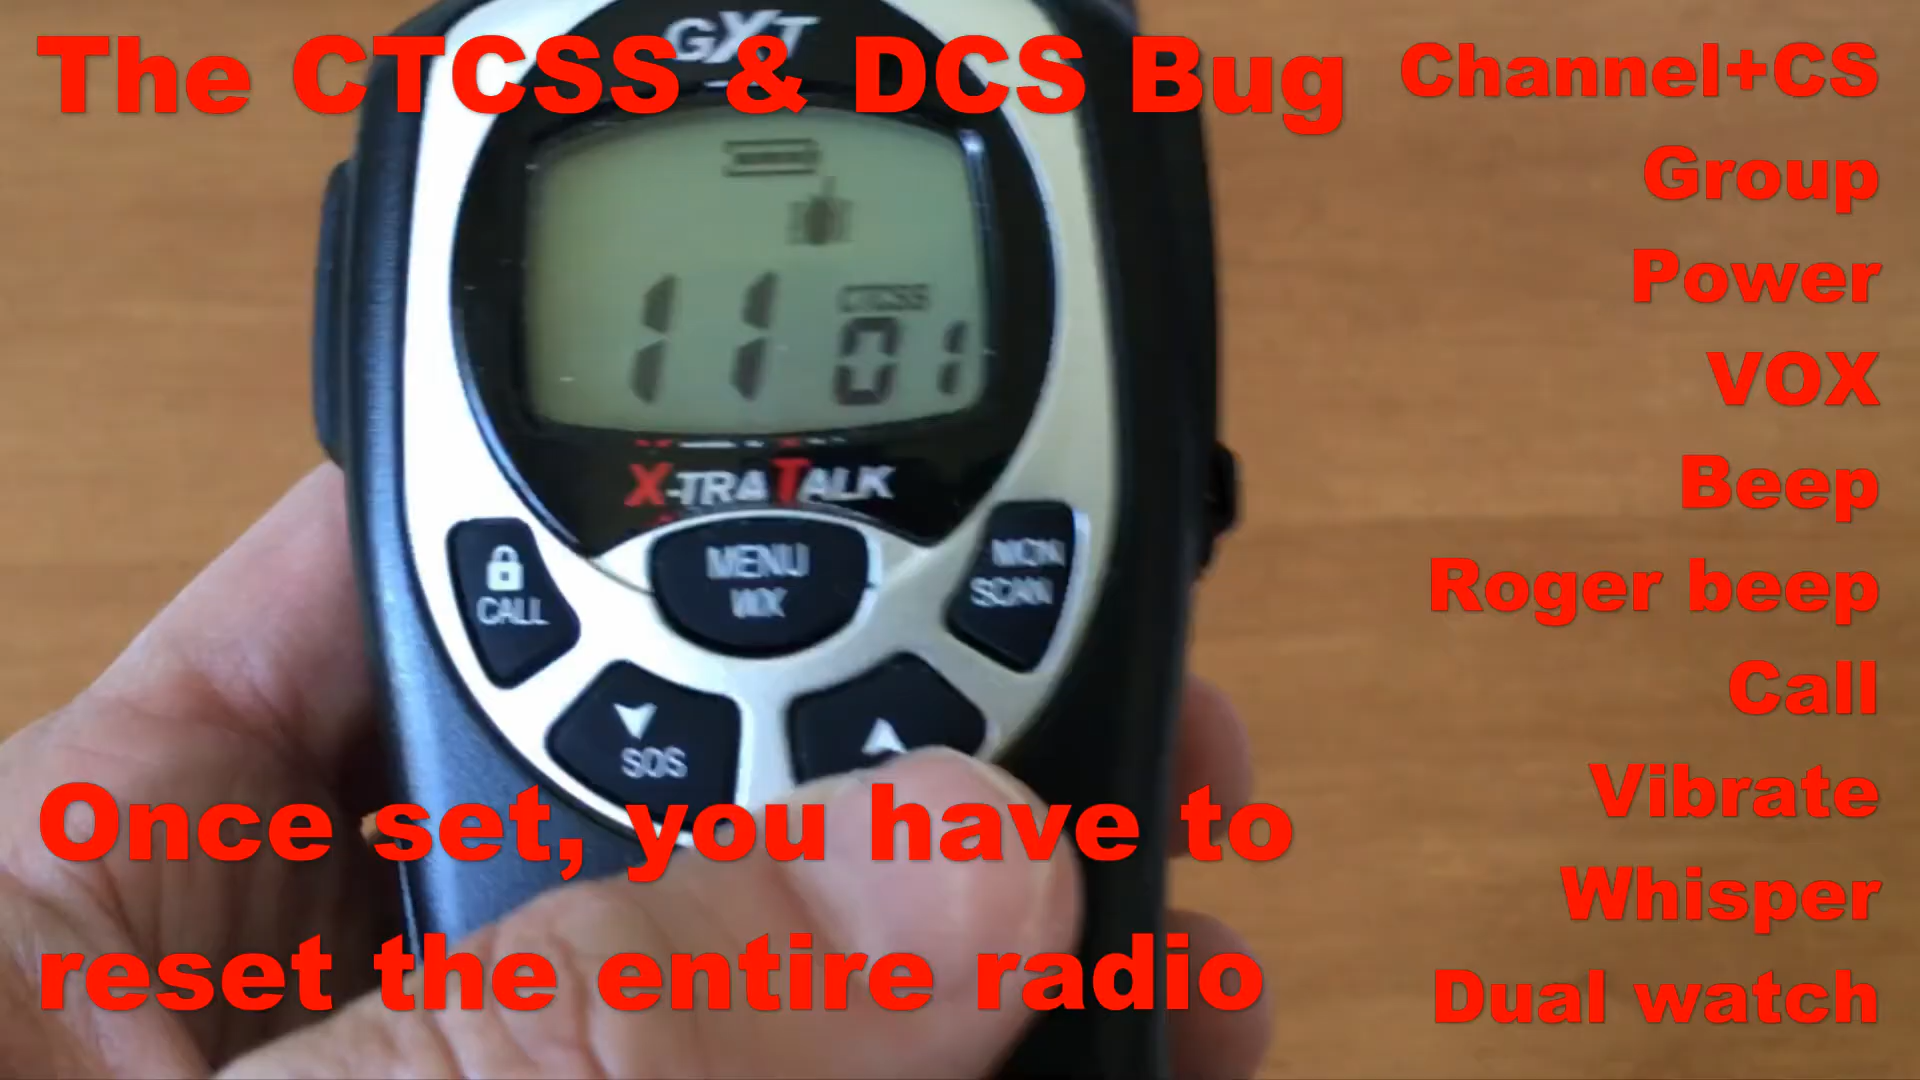 The CTCSS & DCS Bug
Channel+CS
Group
Power
VOX
Beep
Roger beep
Call
Vibrate
Whisper
Dual watch
GXT
CTCSS
11 01
X-TRA TALK
CALL
MENU
WX
MON
SCAN
SOS
Once set, you have to
reset the entire radio